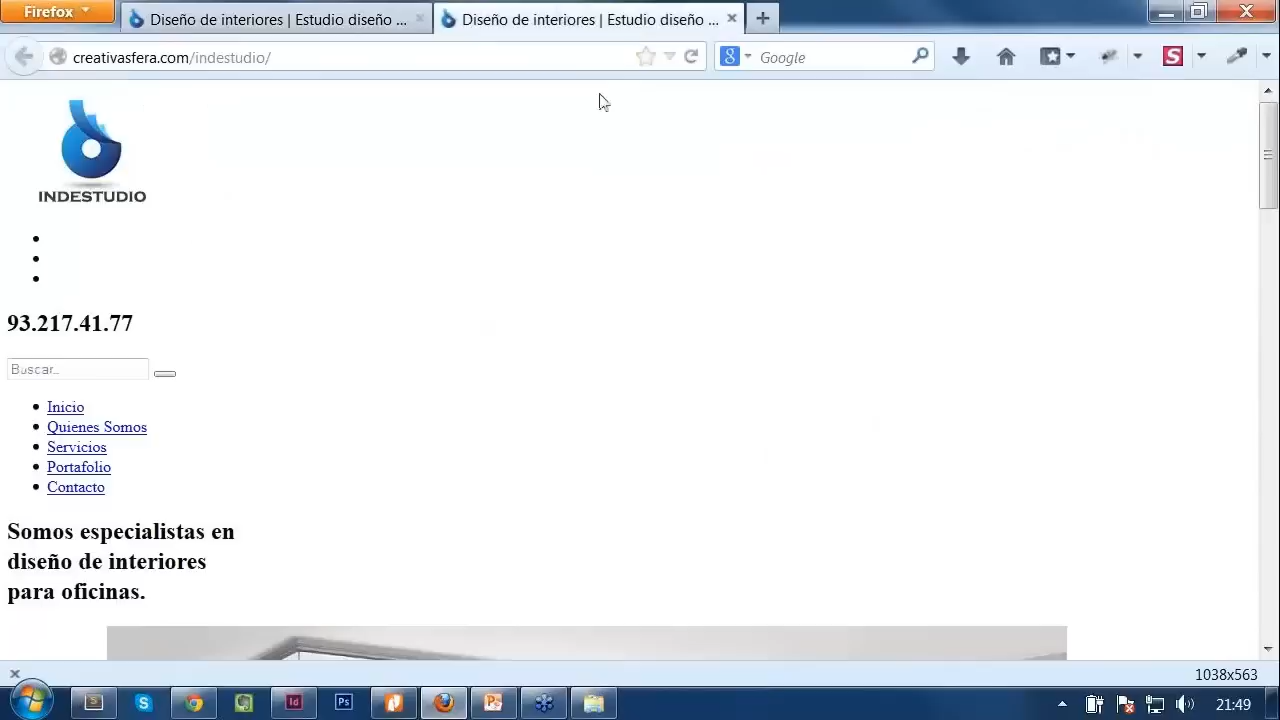 Firefox
Diseño de interiores | Estudio diseño ...
Diseño de interiores | Estudio diseño ...
creativasfera.com/indestudio/
Google
INDESTUDIO
93.217.41.77
Buscar...
Inicio
Quienes Somos
Servicios
Portafolio
Contacto
Somos especialistas en
diseño de interiores
para oficinas.
1038x563
S
Id
Ps
21:49